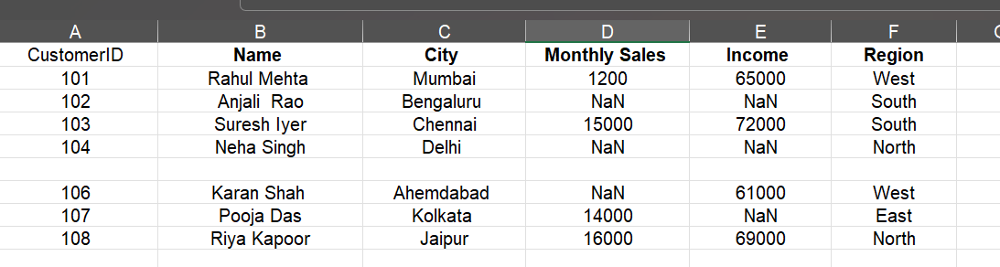 A B C D E F
CustomerID Name City Monthly Sales Income Region
101 Rahul Mehta Mumbai 1200 65000 West
102 Anjali  Rao Bengaluru NaN NaN South
103 Suresh Iyer Chennai 15000 72000 South
104 Neha Singh Delhi NaN NaN North
106 Karan Shah Ahemdabad NaN 61000 West
107 Pooja Das Kolkata 14000 NaN East
108 Riya Kapoor Jaipur 16000 69000 North